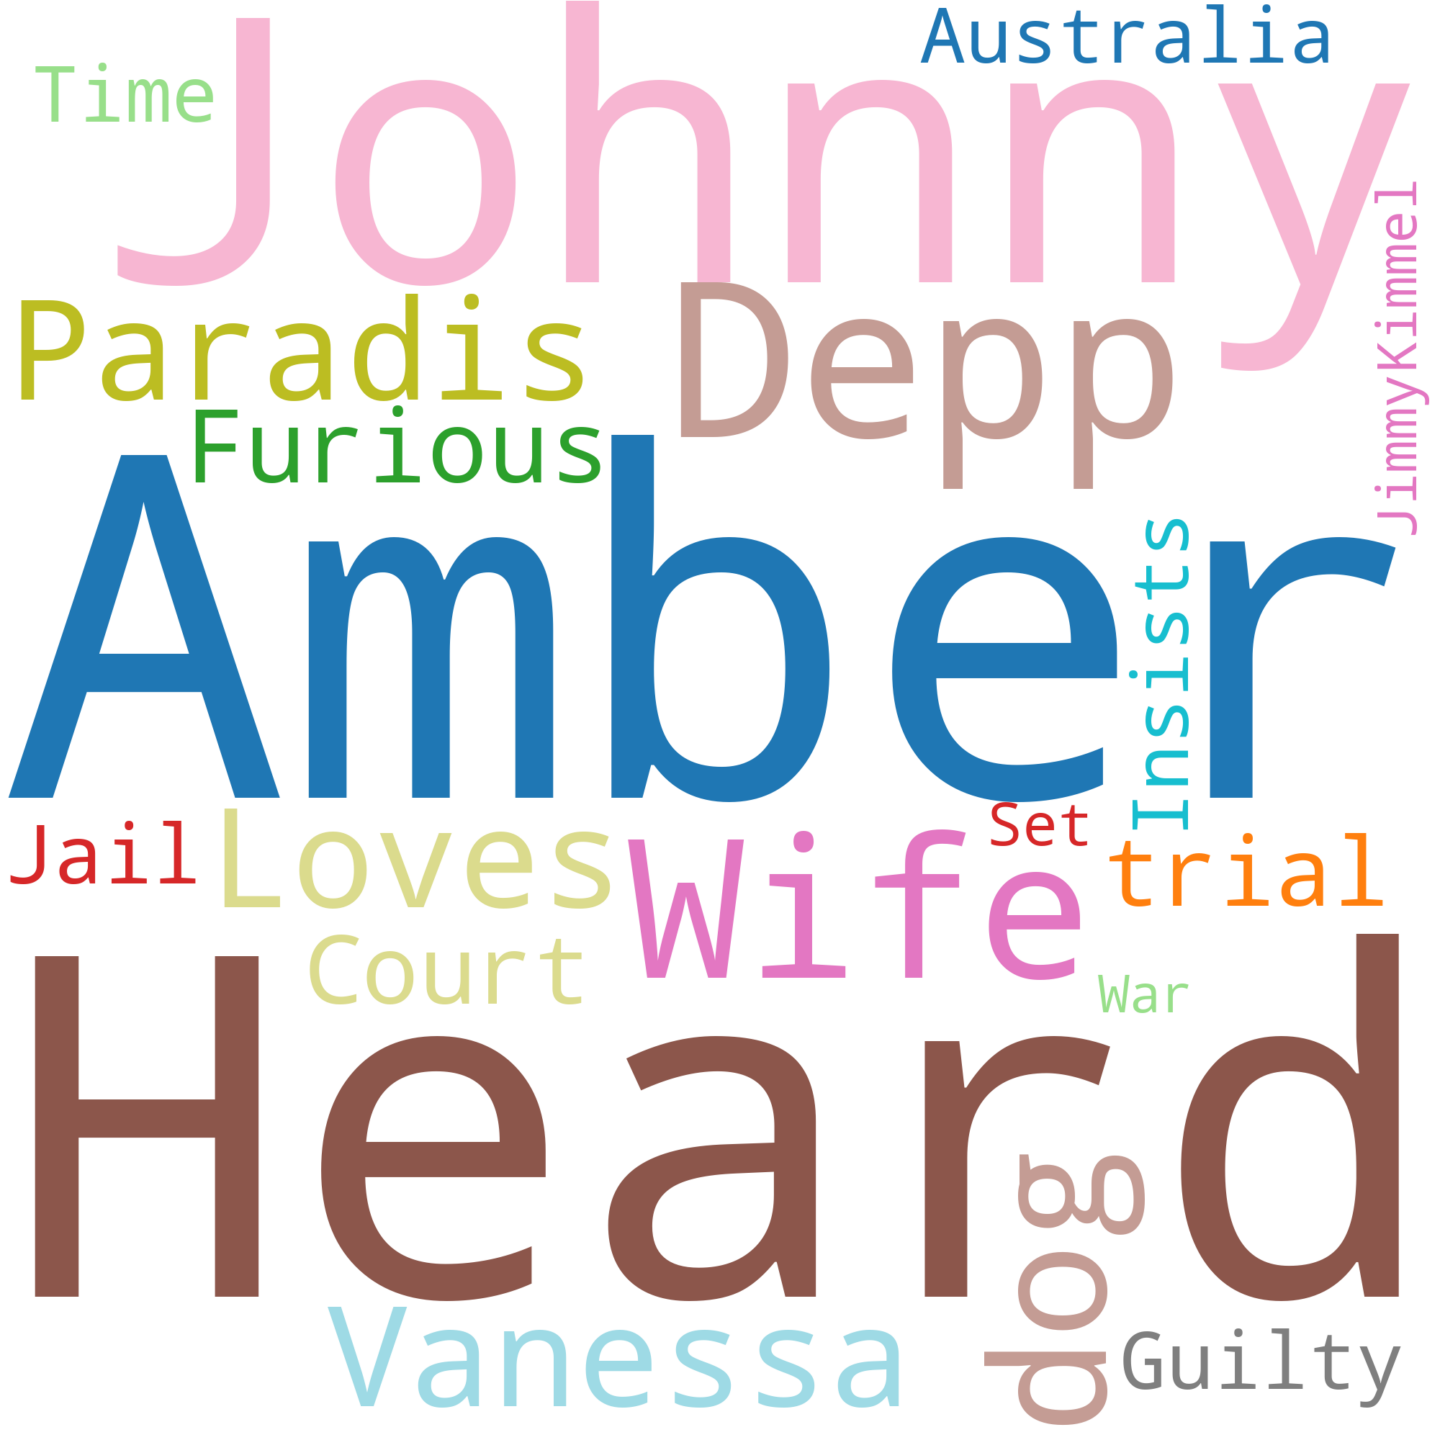 Australia
Time
Johnny
JimmyKimmel
Paradis
Depp
Furious
Amber
Insists
Jail
Loves
Wife
Set
trial
Court
War
Heard
dog
Vanessa
Guilty